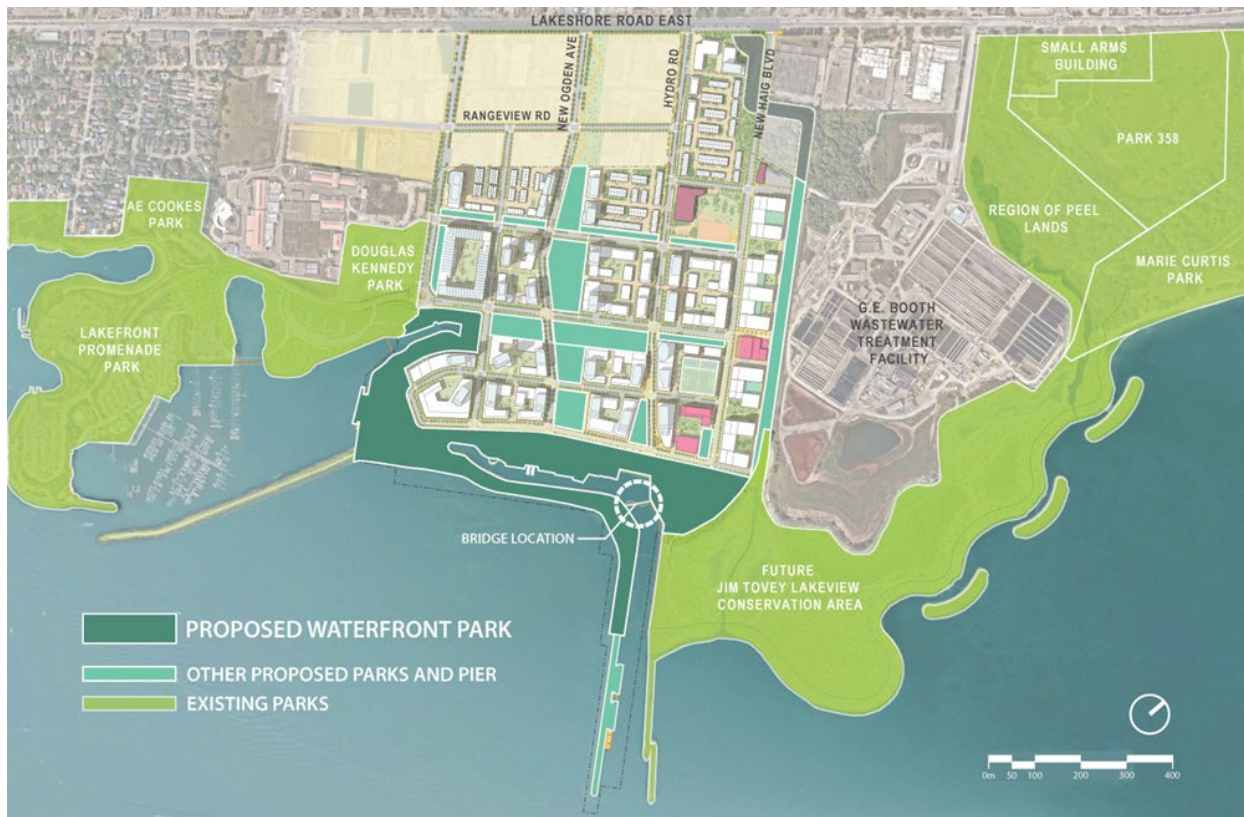 LAKESHORE ROAD EAST
NEW OGDEN AVE
HYDRO RD
NEW HAIG BLVD
RANGEVIEW RD
SMALL ARMS
BUILDING
PARK 358
REGION OF PEEL
LANDS
MARIE CURTIS
PARK
AE COOKES
PARK
DOUGLAS
KENNEDY
PARK
LAKEFRONT
PROMENADE
PARK
G.E. BOOTH
WASTEWATER
TREATMENT
FACILITY
BRIDGE LOCATION
FUTURE
JIM TOVEY LAKEVIEW
CONSERVATION AREA
PROPOSED WATERFRONT PARK
OTHER PROPOSED PARKS AND PIER
EXISTING PARKS
0m 50 100 200 300 400